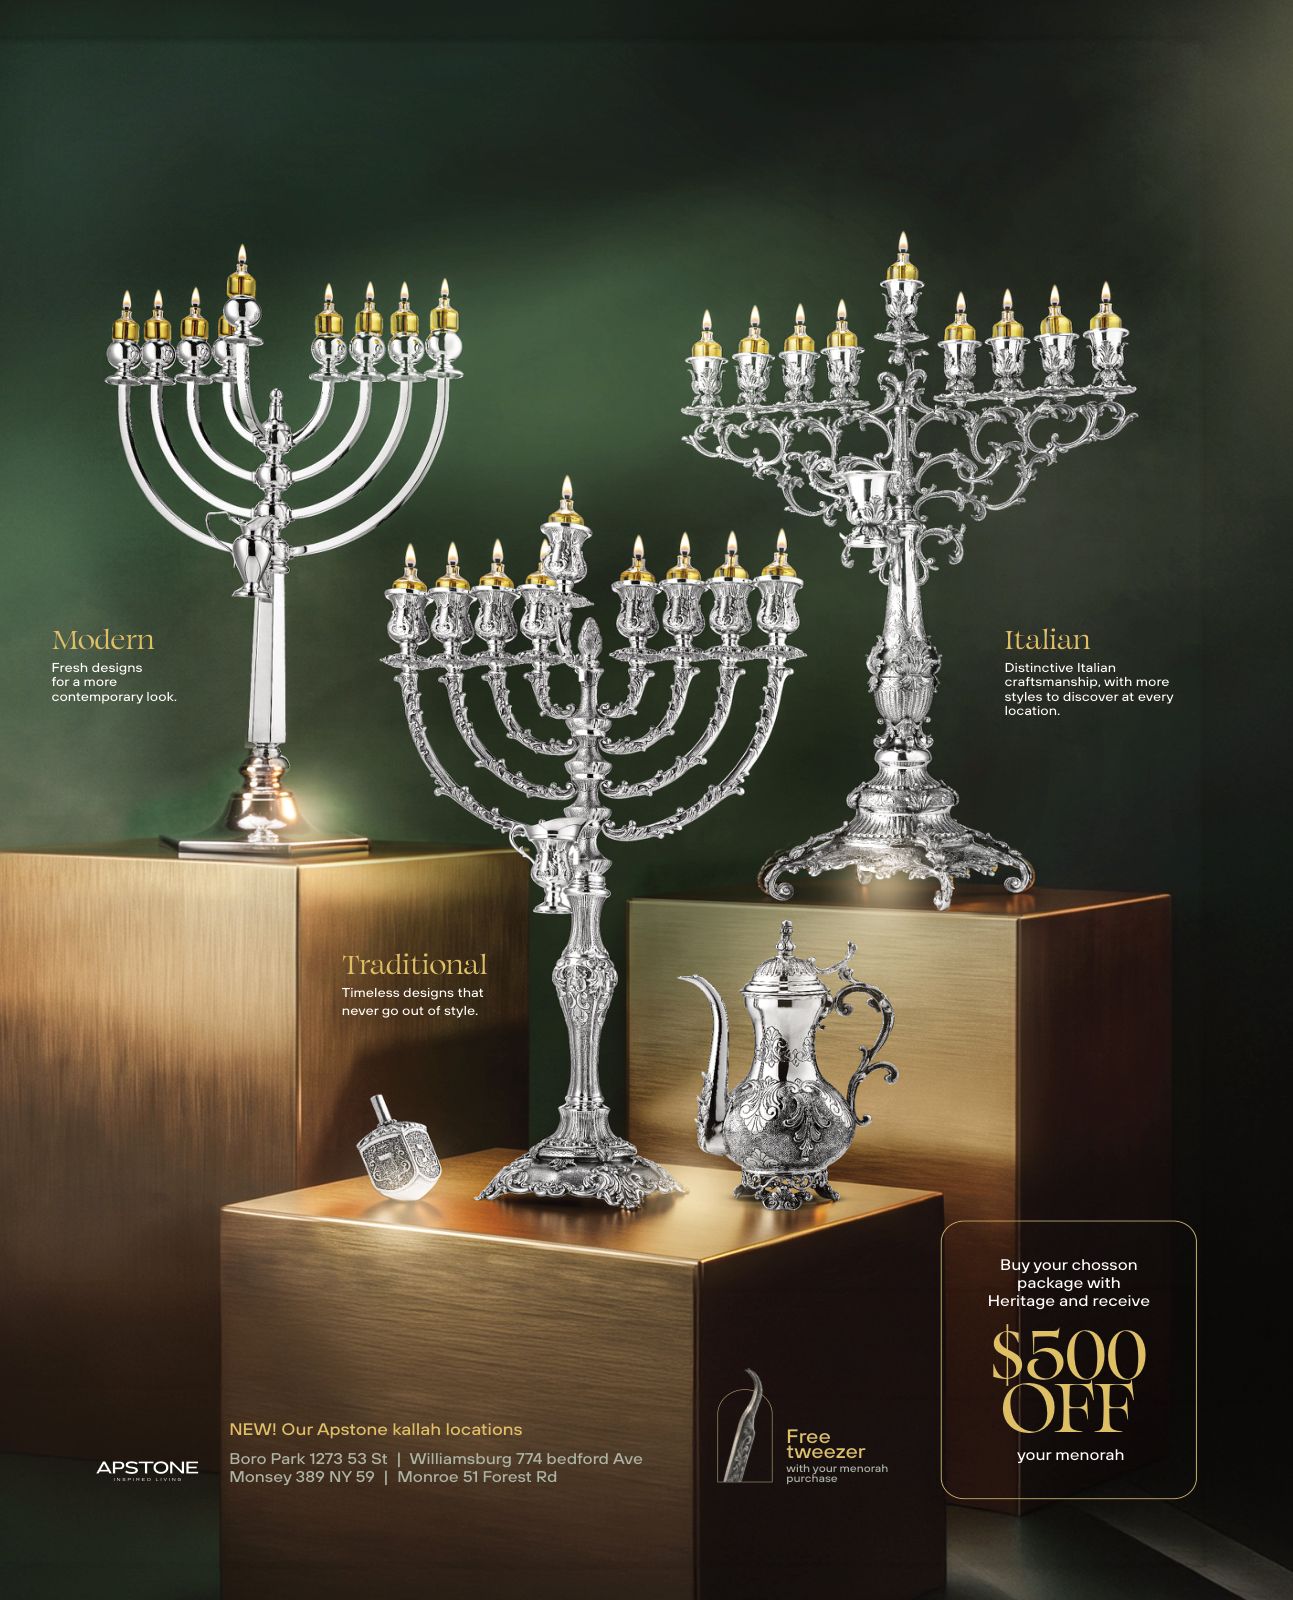 Modern
Fresh designs
for a more
contemporary look.
Italian
Distinctive Italian
craftsmanship, with more
styles to discover at every
location.
Traditional
Timeless designs that
never go out of style.
Buy your chosson
package with
Heritage and receive
$500
OFF
your menorah
NEW! Our Apstone kallah locations
Boro Park 1273 53 St | Williamsburg 774 bedford Ave
Monsey 389 NY 59 | Monroe 51 Forest Rd
APSTONE
INSPIRED LIVING
Free
tweezer
with your menorah
purchase